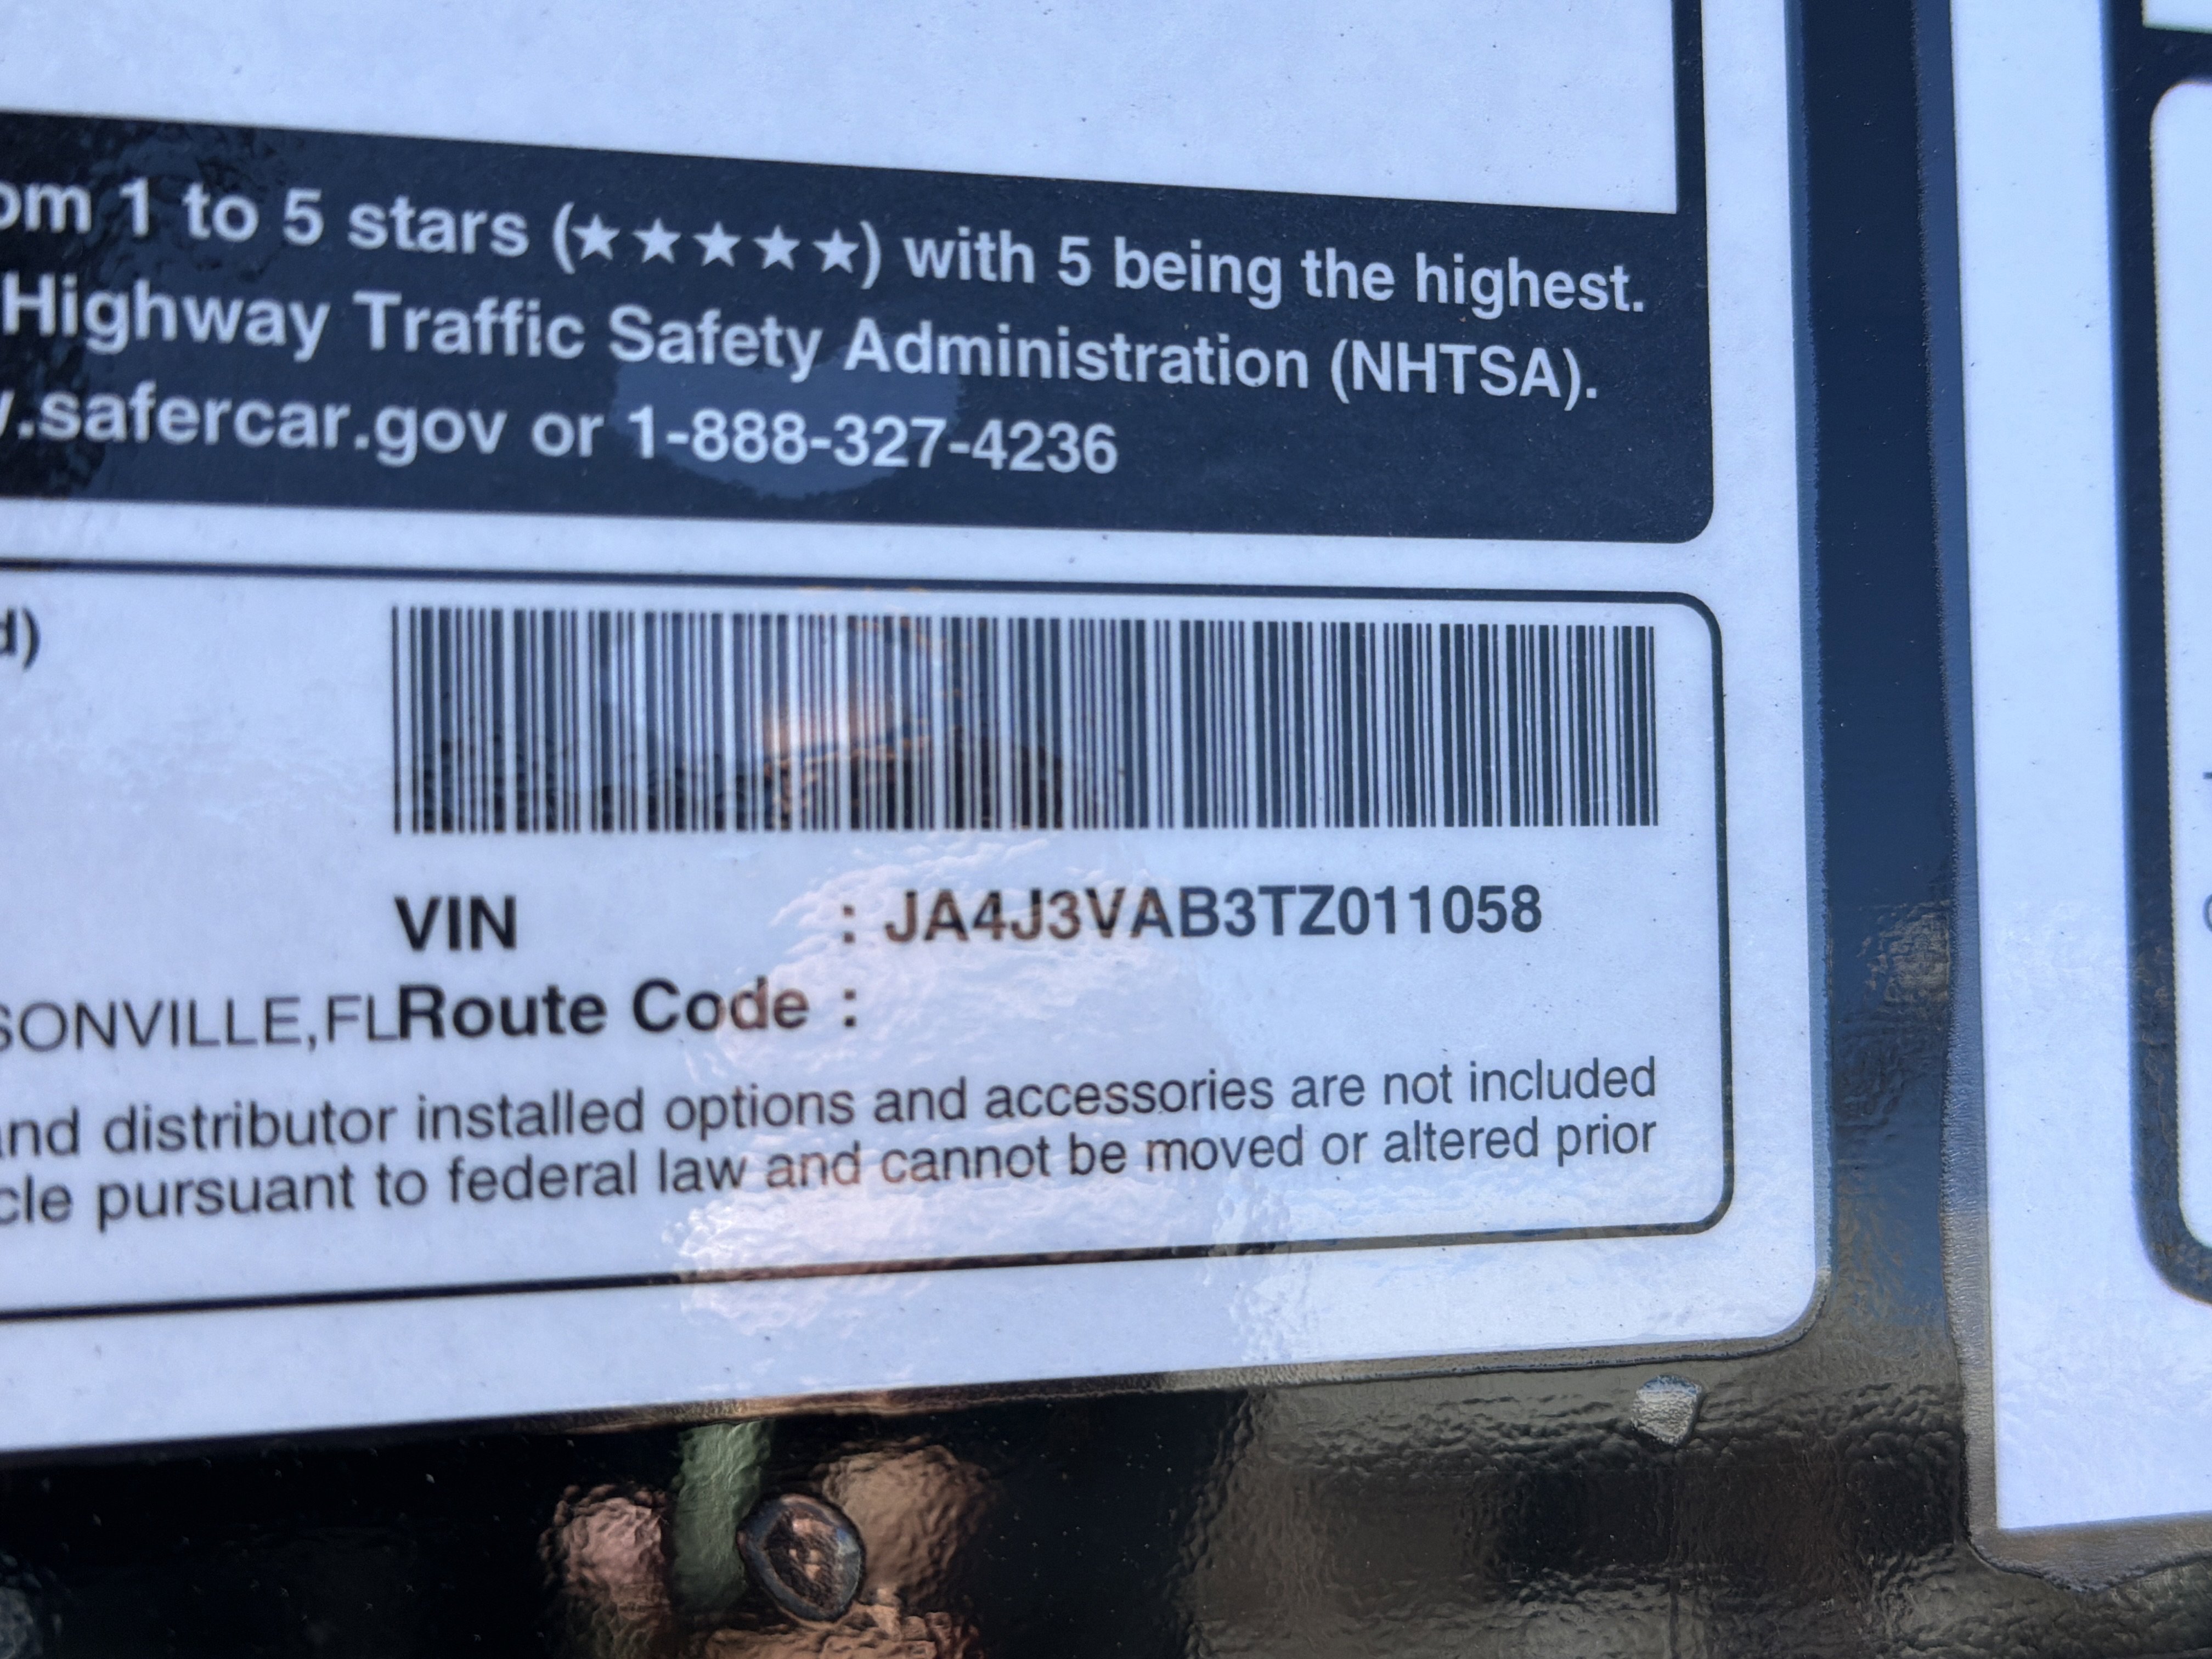 om 1 to 5 stars (★★★★★) with 5 being the highest.
Highway Traffic Safety Administration (NHTSA).
.safercar.gov or 1-888-327-4236
d)
VIN : JA4J3VAB3TZ011058
SONVILLE,FL Route Code :
and distributor installed options and accessories are not included
cle pursuant to federal law and cannot be moved or altered prior